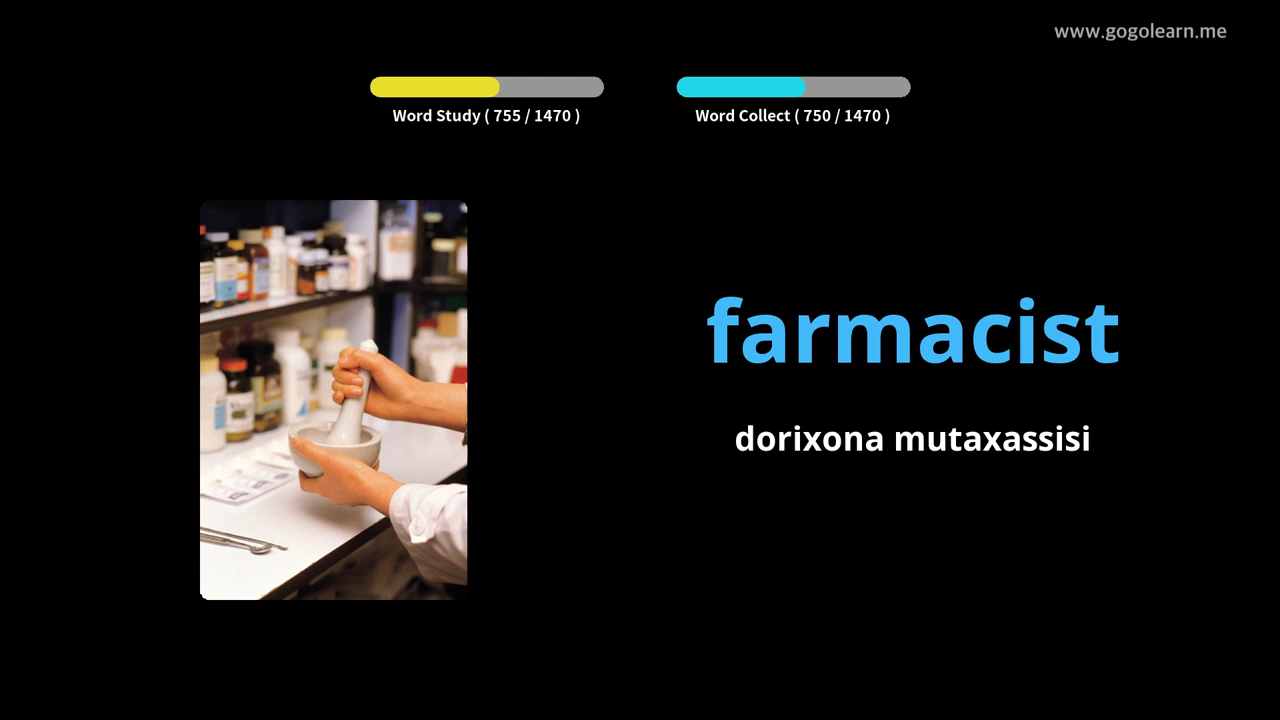 www.gogolearn.me
Word Study ( 755 / 1470 )
Word Collect ( 750 / 1470 )
farmacist
dorixona mutaxassisi